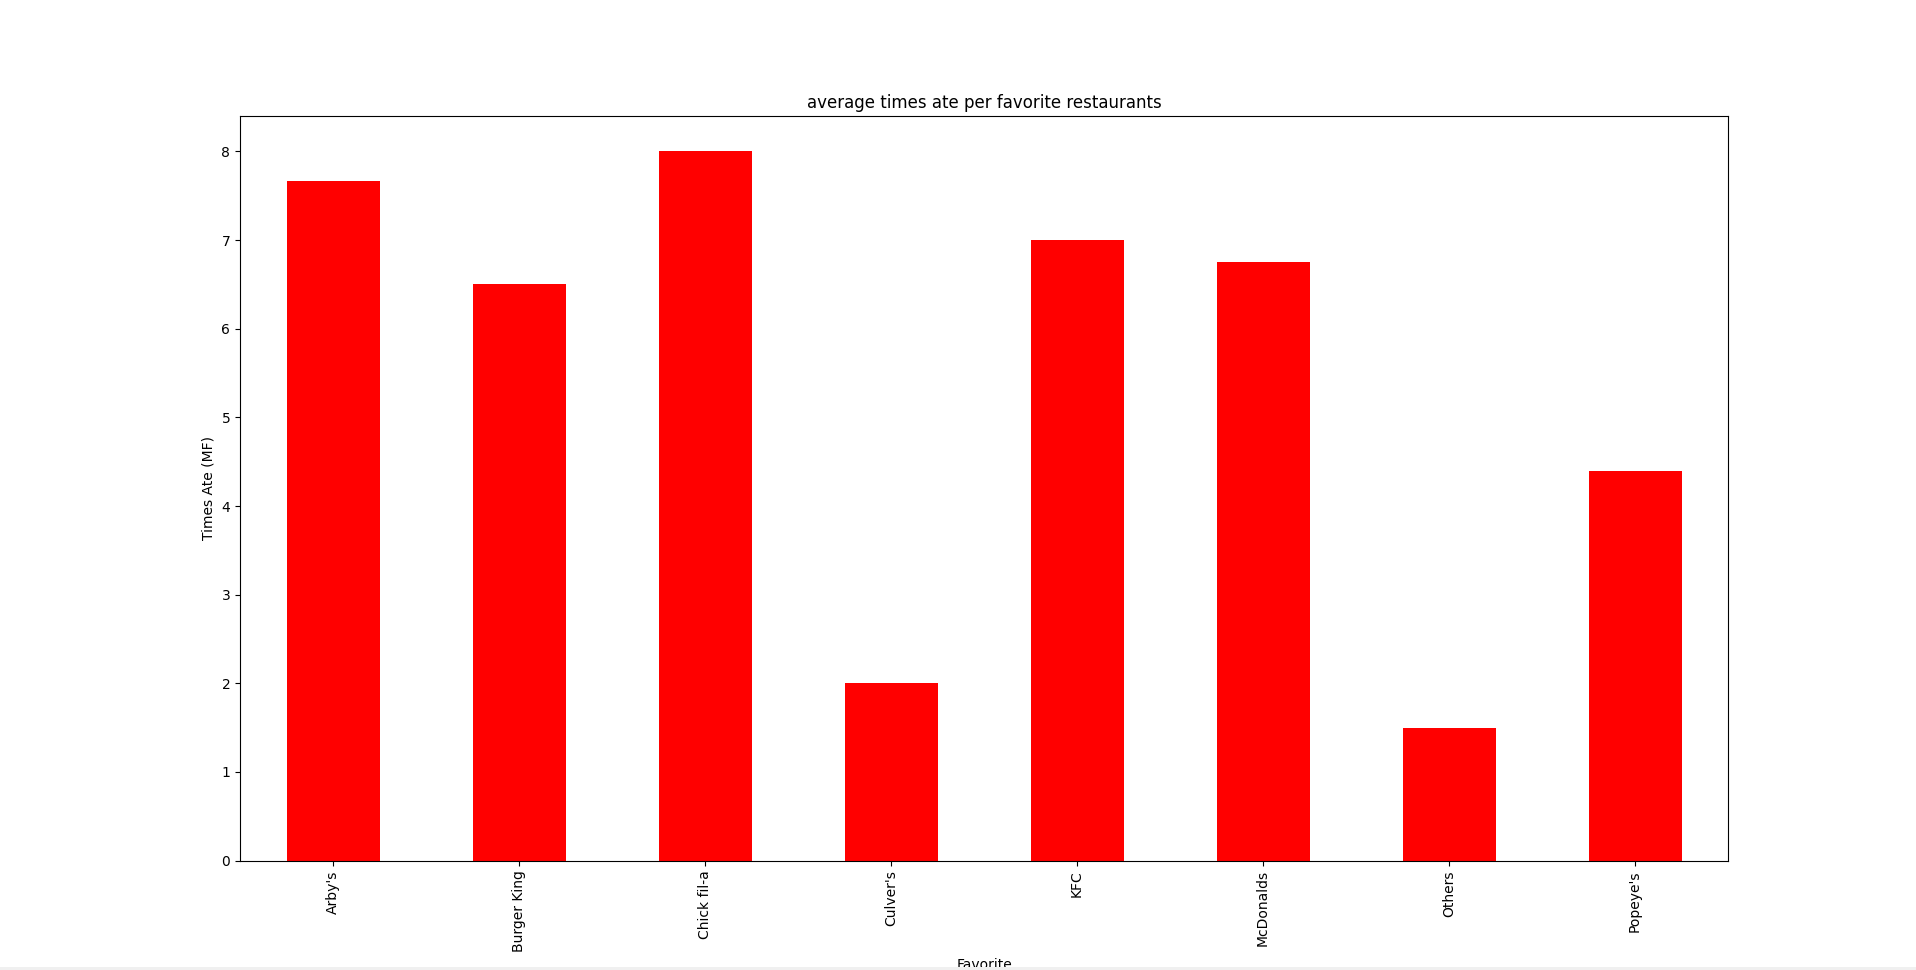 average times ate per favorite restaurants
8
7
6
5
4
3
2
1
0
Times Ate (MF)
Arby's
Burger King
Chick fil-a
Culver's
KFC
McDonalds
Others
Popeye's
Favorite